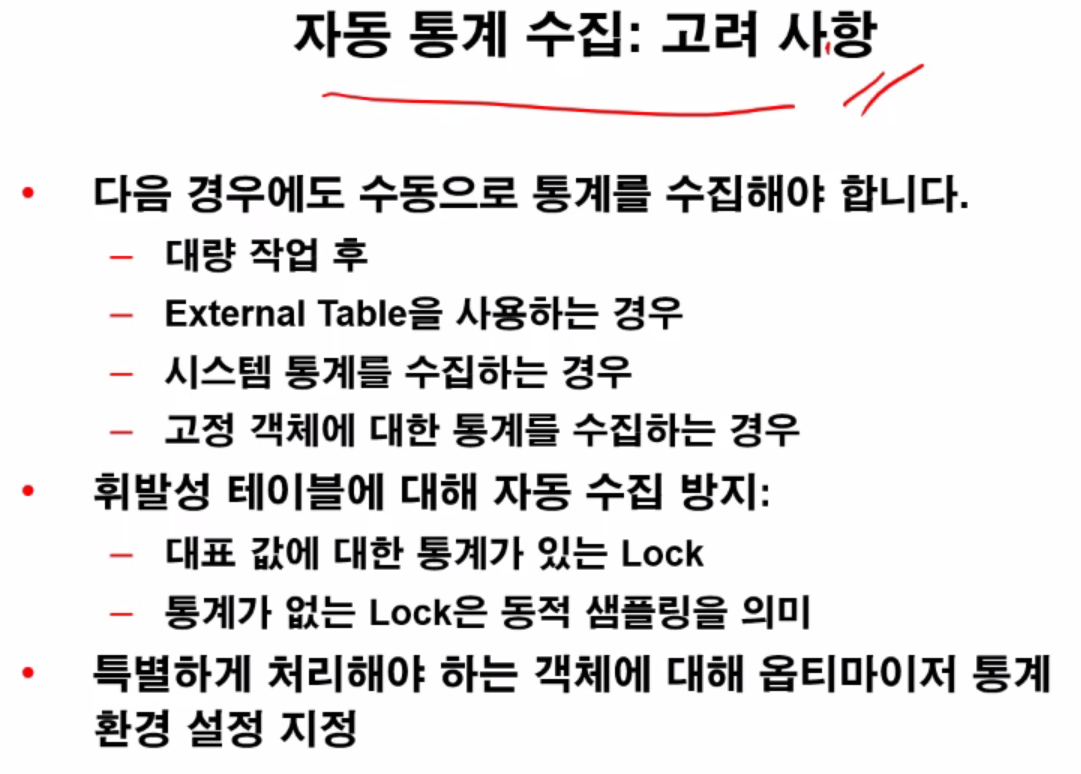 자동 통계 수집: 고려 사항
• 다음 경우에도 수동으로 통계를 수집해야 합니다.
– 대량 작업 후
– External Table을 사용하는 경우
– 시스템 통계를 수집하는 경우
– 고정 객체에 대한 통계를 수집하는 경우
• 휘발성 테이블에 대해 자동 수집 방지:
– 대표 값에 대한 통계가 있는 Lock
– 통계가 없는 Lock은 동적 샘플링을 의미
• 특별하게 처리해야 하는 객체에 대해 옵티마이저 통계
환경 설정 지정